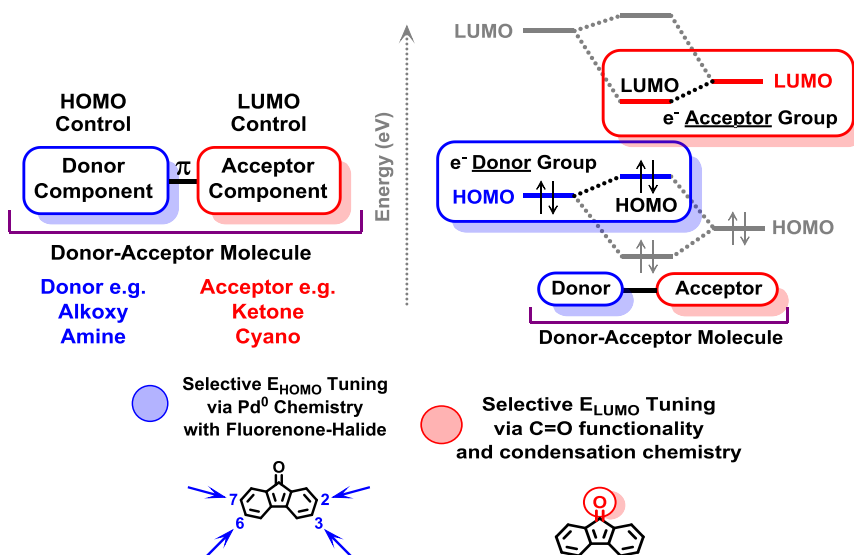 HOMO
Control
LUMO
Control
Donor
Component
π
Acceptor
Component
Donor-Acceptor Molecule
Donor e.g.
Alkoxy
Amine
Acceptor e.g.
Ketone
Cyano
Energy (eV)
LUMO
LUMO
LUMO
e⁻ Acceptor Group
e⁻ Donor Group
HOMO
HOMO
HOMO
Donor
Acceptor
Donor-Acceptor Molecule
Selective E_HOMO Tuning
via Pd⁰ Chemistry
with Fluorenone-Halide
O
7
2
6
3
Selective E_LUMO Tuning
via C=O functionality
and condensation chemistry
O